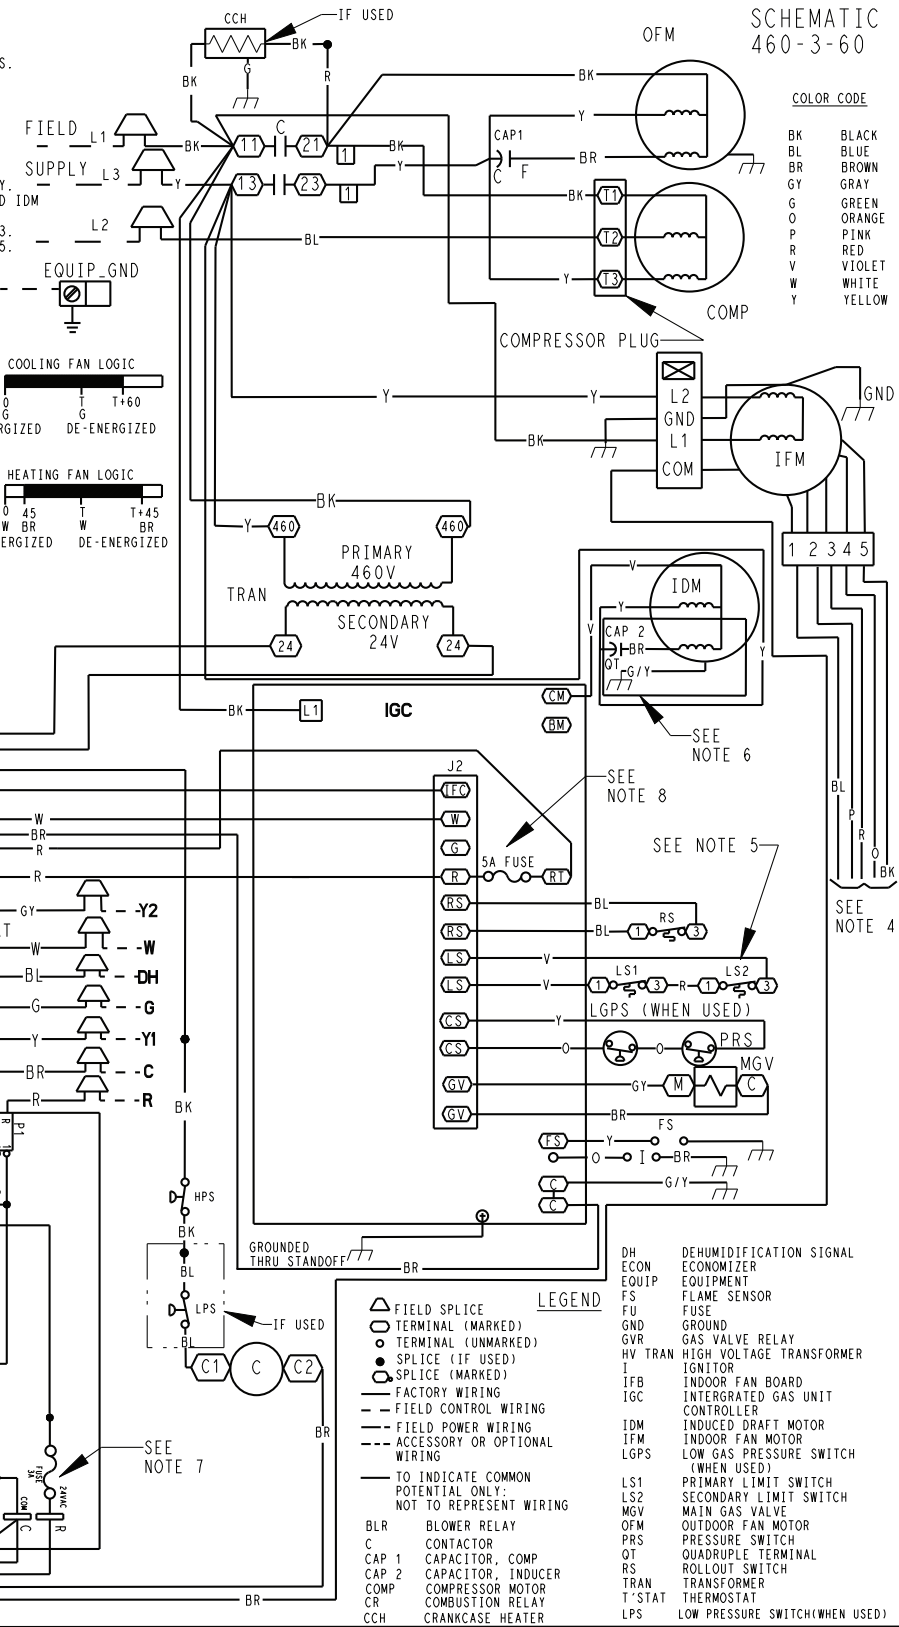 SCHEMATIC
460-3-60
CCH
IF USED
OFM
BK
BK
G
R
BK
S.
COLOR CODE
BK BLACK
BL BLUE
BR BROWN
GY GRAY
G GREEN
O ORANGE
P PINK
R RED
V VIOLET
W WHITE
Y YELLOW
FIELD L1
BK 11 C 21 1 BK
Y
CAP1
C F
BR
SUPPLY L3
Y 13 23 1 Y
BK T1
Y.
D IDM
3.
5.
L2
BL
T2
Y T3
EQUIP_GND
COMP
COMPRESSOR PLUG
COOLING FAN LOGIC
0 T T+60
G G
RGIZED DE-ENERGIZED
L2
GND
L1
COM
Y Y
BK
GND
IFM
HEATING FAN LOGIC
0 45 T T+45
W BR W BR
ERGIZED DE-ENERGIZED
BK
Y 460 460
PRIMARY
460V
TRAN
SECONDARY
24V
24 24
1 2 3 4 5
V
IDM
Y
V
CAP 2
BR
QT
G/Y
Y
BK L1
IGC
CM
BM
SEE
NOTE 6
J2
IFC
W
G
R
RS
RS
LS
LS
CS
CS
GV
GV
SEE
NOTE 8
5A FUSE
RT
SEE NOTE 5
BL
P
R
O
BK
SEE
NOTE 4
W
BR
R
R
GY Y2
T
W W
BL DH
G G
Y Y1
BR C
R R
BL
BL 1 RS 3
V
V 1 LS1 3 R 1 LS2 3
LGPS (WHEN USED)
Y
O O PRS
MGV
GY M C
BR
FS
FS Y
O I BR
C G/Y
C
R
P1
1
BK
HPS
BK
BL
LPS
IF USED
BL
C1 C C2
BR
GROUNDED
THRU STANDOFF
BR
LEGEND
FIELD SPLICE
TERMINAL (MARKED)
TERMINAL (UNMARKED)
SPLICE (IF USED)
SPLICE (MARKED)
FACTORY WIRING
FIELD CONTROL WIRING
FIELD POWER WIRING
ACCESSORY OR OPTIONAL
WIRING
TO INDICATE COMMON
POTENTIAL ONLY:
NOT TO REPRESENT WIRING
BLR BLOWER RELAY
C CONTACTOR
CAP 1 CAPACITOR, COMP
CAP 2 CAPACITOR, INDUCER
COMP COMPRESSOR MOTOR
CR COMBUSTION RELAY
CCH CRANKCASE HEATER
DH DEHUMIDIFICATION SIGNAL
ECON ECONOMIZER
EQUIP EQUIPMENT
FS FLAME SENSOR
FU FUSE
GND GROUND
GVR GAS VALVE RELAY
HV TRAN HIGH VOLTAGE TRANSFORMER
I IGNITOR
IFB INDOOR FAN BOARD
IGC INTERGRATED GAS UNIT
CONTROLLER
IDM INDUCED DRAFT MOTOR
IFM INDOOR FAN MOTOR
LGPS LOW GAS PRESSURE SWITCH
(WHEN USED)
LS1 PRIMARY LIMIT SWITCH
LS2 SECONDARY LIMIT SWITCH
MGV MAIN GAS VALVE
OFM OUTDOOR FAN MOTOR
PRS PRESSURE SWITCH
QT QUADRUPLE TERMINAL
RS ROLLOUT SWITCH
TRAN TRANSFORMER
T'STAT THERMOSTAT
LPS LOW PRESSURE SWITCH(WHEN USED)
SEE
NOTE 7
FUSE
3A
24VAC
R
COM
C
BR